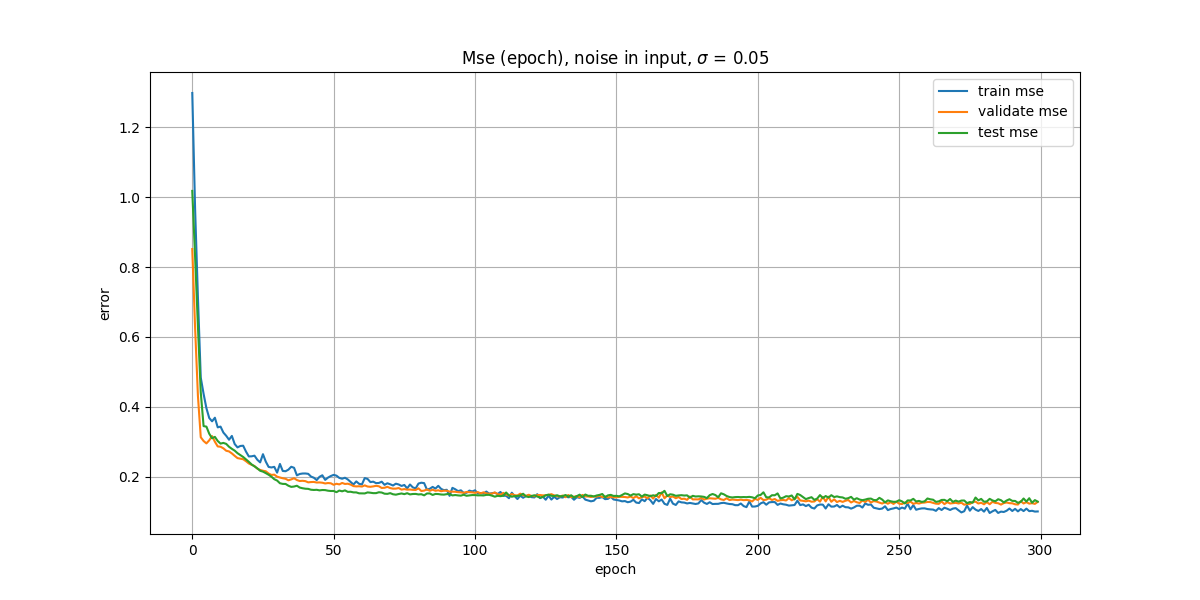 Mse (epoch), noise in input, σ = 0.05
train mse
validate mse
test mse
error
1.2
1.0
0.8
0.6
0.4
0.2
0 50 100 150 200 250 300
epoch